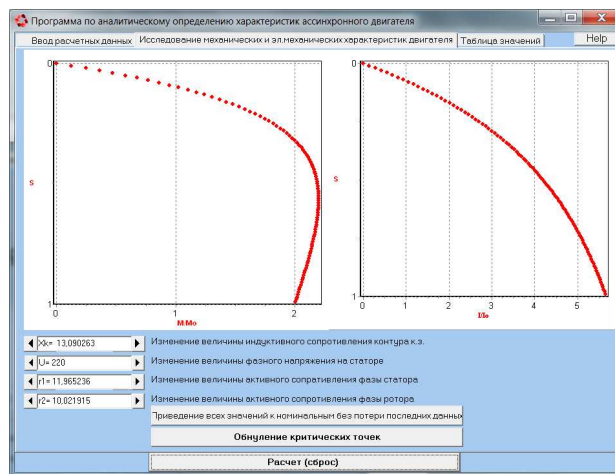 Программа по аналитическому определению характеристик ассинхронного двигателя
Ввод расчетных данных Исследование механических и эл.механических характеристик двигателя Таблица значений Help
0 0
S S
1 1
0 1 2 0 1 2 3 4 5
M/Mo I/Io
Xk= 13,090263 Изменение величины индуктивного сопротивления контура к.з.
U= 220 Изменение величины фазного напряжения на статоре
r1= 11,965236 Изменение величины активного сопративления фазы статора
r2= 10,021915 Изменение величины активного сопративления фазы ротора
Приведение всех значений к номинальным без потери последних данных
Обнуление критических точек
Расчет (сброс)